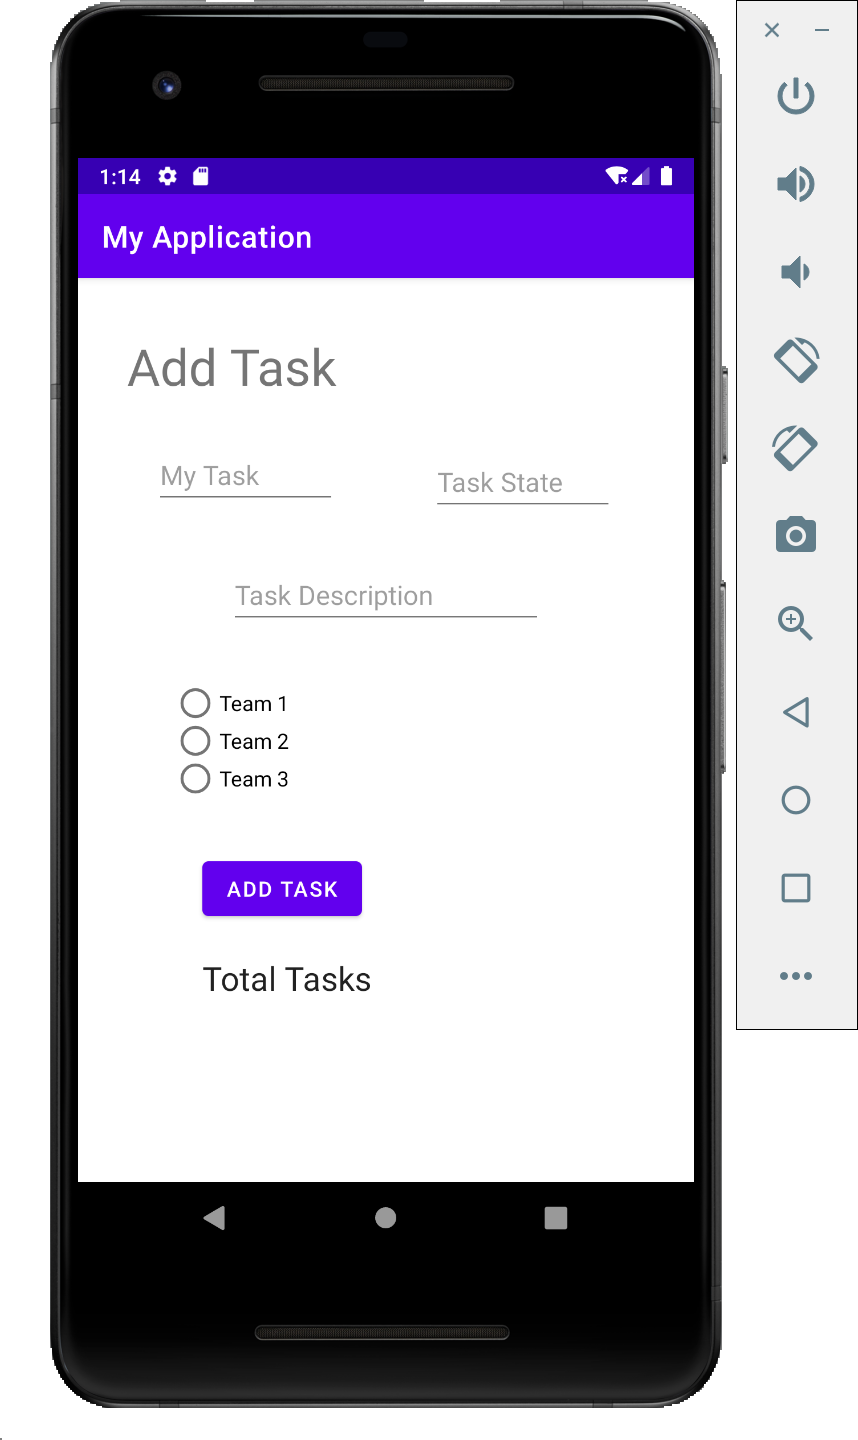 1:14
My Application
Add Task
My Task
Task State
Task Description
Team 1
Team 2
Team 3
ADD TASK
Total Tasks